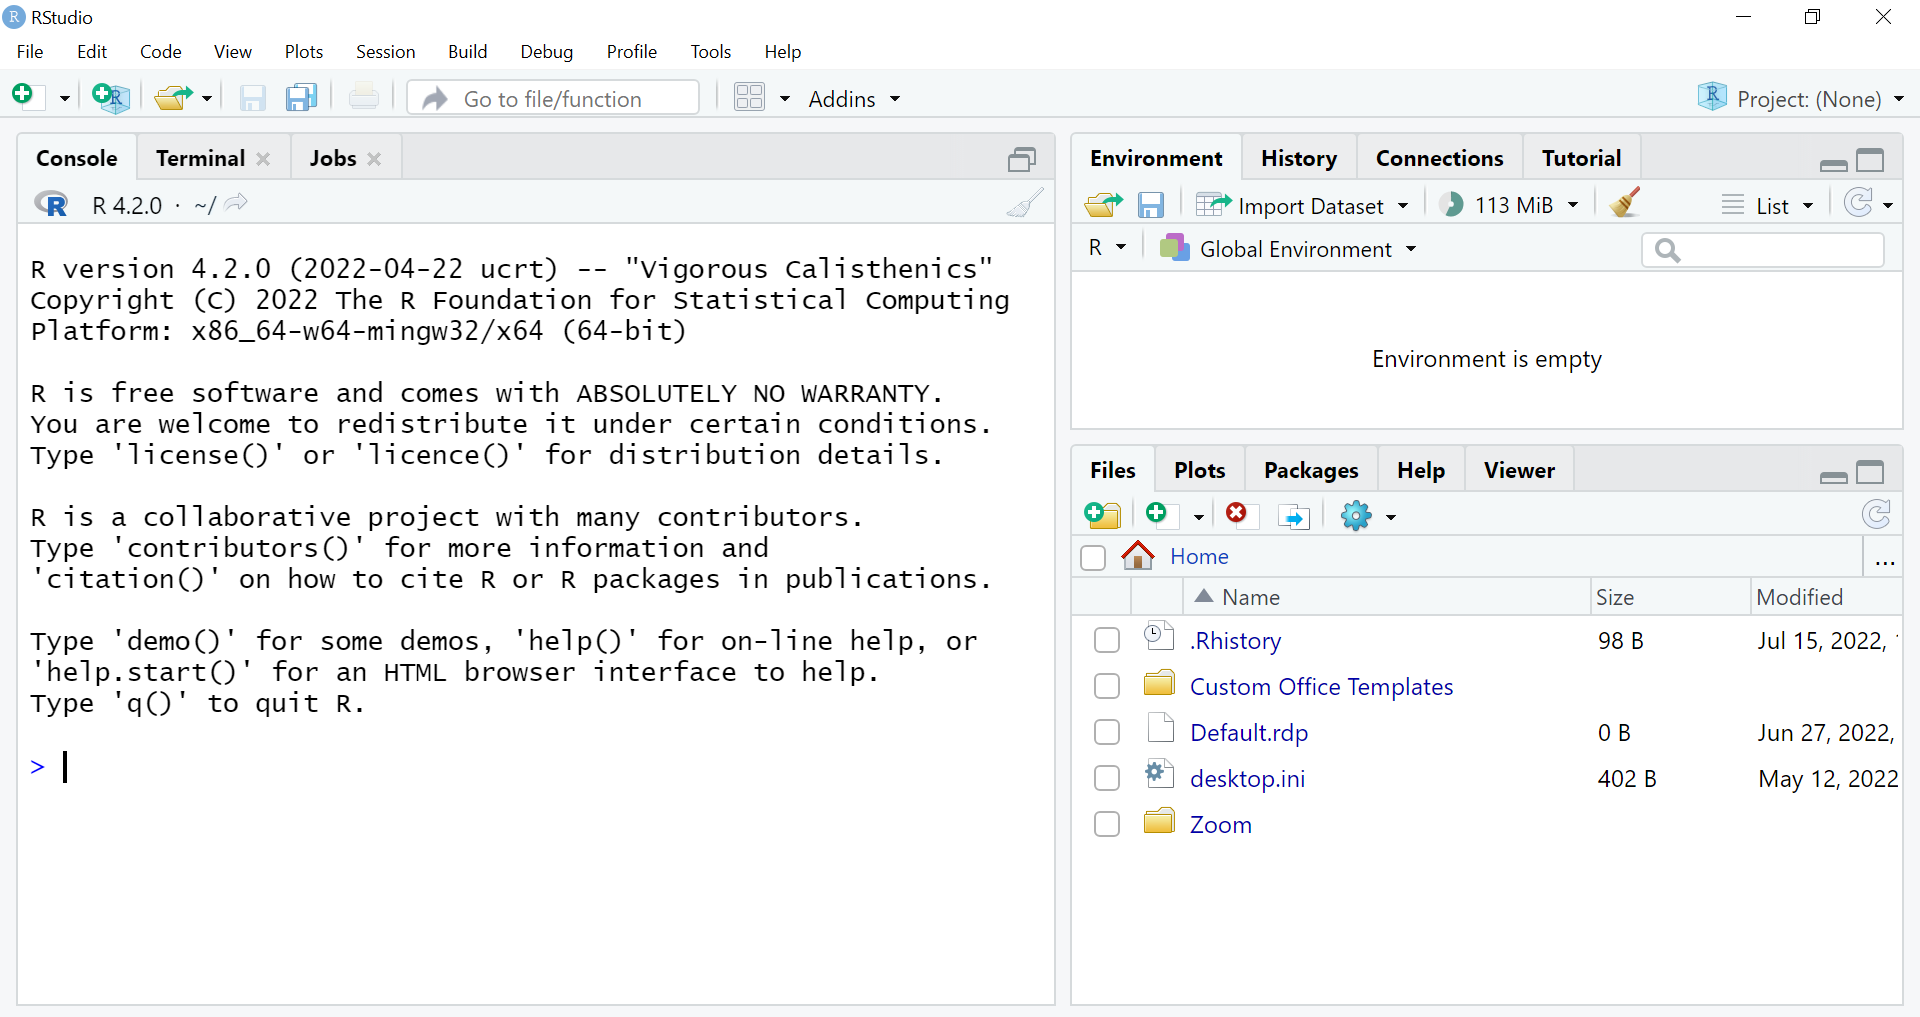 RStudio
File Edit Code View Plots Session Build Debug Profile Tools Help
Go to file/function Addins Project: (None)
Console Terminal Jobs
R 4.2.0 · ~/
R version 4.2.0 (2022-04-22 ucrt) -- "Vigorous Calisthenics"
Copyright (C) 2022 The R Foundation for Statistical Computing
Platform: x86_64-w64-mingw32/x64 (64-bit)
R is free software and comes with ABSOLUTELY NO WARRANTY.
You are welcome to redistribute it under certain conditions.
Type 'license()' or 'licence()' for distribution details.
R is a collaborative project with many contributors.
Type 'contributors()' for more information and
'citation()' on how to cite R or R packages in publications.
Type 'demo()' for some demos, 'help()' for on-line help, or
'help.start()' for an HTML browser interface to help.
Type 'q()' to quit R.
>
Environment History Connections Tutorial
Import Dataset 113 MiB List
R Global Environment
Environment is empty
Files Plots Packages Help Viewer
Home ...
Name Size Modified
.Rhistory 98 B Jul 15, 2022,
Custom Office Templates
Default.rdp 0 B Jun 27, 2022,
desktop.ini 402 B May 12, 2022
Zoom